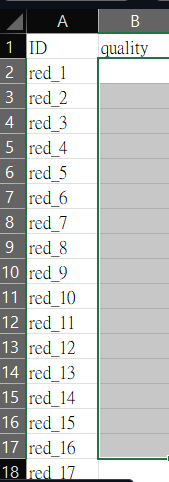 A B
1 ID quality
2 red_1
3 red_2
4 red_3
5 red_4
6 red_5
7 red_6
8 red_7
9 red_8
10 red_9
11 red_10
12 red_11
13 red_12
14 red_13
15 red_14
16 red_15
17 red_16
18 red_17